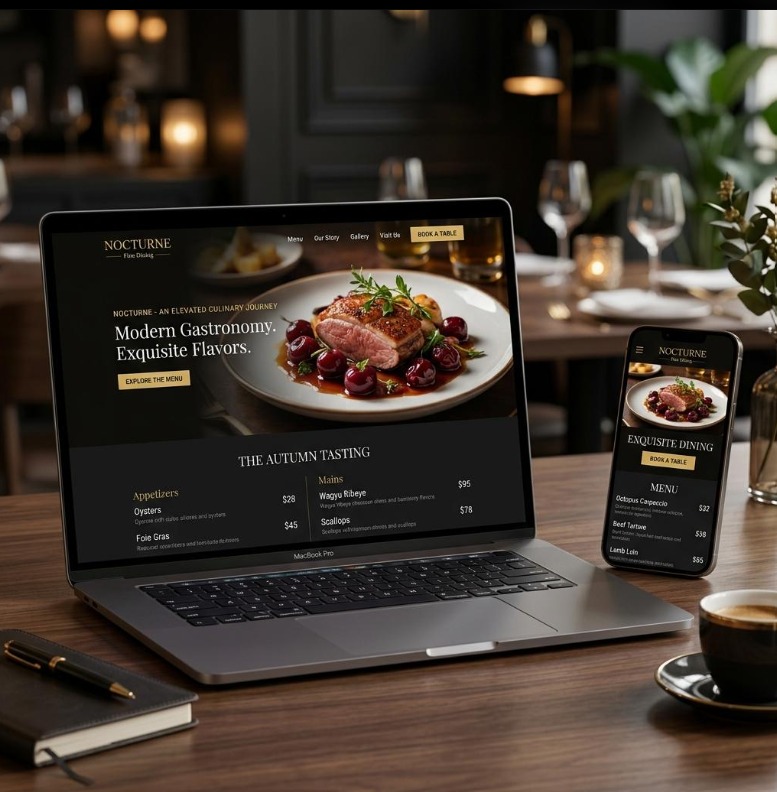 NOCTURNE
Fine Dining
Menu Our Story Gallery Visit Us BOOK A TABLE
NOCTURNE - AN ELEVATED CULINARY JOURNEY
Modern Gastronomy.
Exquisite Flavors.
EXPLORE THE MENU
THE AUTUMN TASTING
Appetizers
Oysters $28
Foie Gras $45
Mains
Wagyu Ribeye $95
Scallops $78
MacBook Pro
NOCTURNE
Fine Dining
EXQUISITE DINING
BOOK A TABLE
MENU
Octopus Carpaccio $32
Beef Tartare $38
Lamb Loin $65